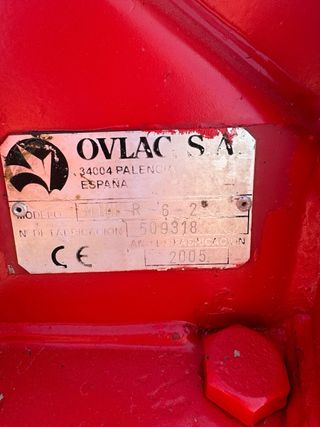 OVLAC S.A
34004 PALENCIA
ESPAÑA
MODELO R 6 2
Nº DE FABRICACION 509318
AÑO DE FABRICACION
CE 2005